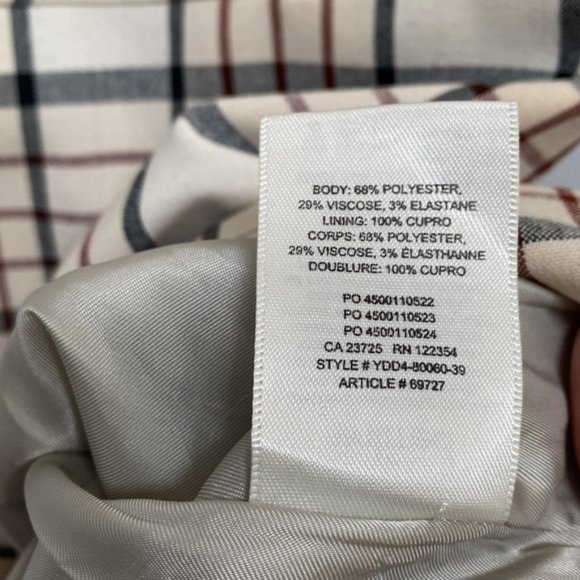 BODY: 68% POLYESTER,
29% VISCOSE, 3% ELASTANE
LINING: 100% CUPRO
CORPS: 68% POLYESTER,
29% VISCOSE, 3% ÉLASTHANNE
DOUBLURE: 100% CUPRO
PO 4500110522
PO 4500110523
PO 4500110524
CA 23725 RN 122354
STYLE # YDD4-80060-39
ARTICLE # 69727